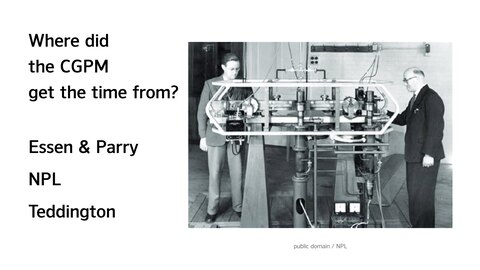 Where did
the CGPM
get the time from?
Essen & Parry
NPL
Teddington
public domain / NPL